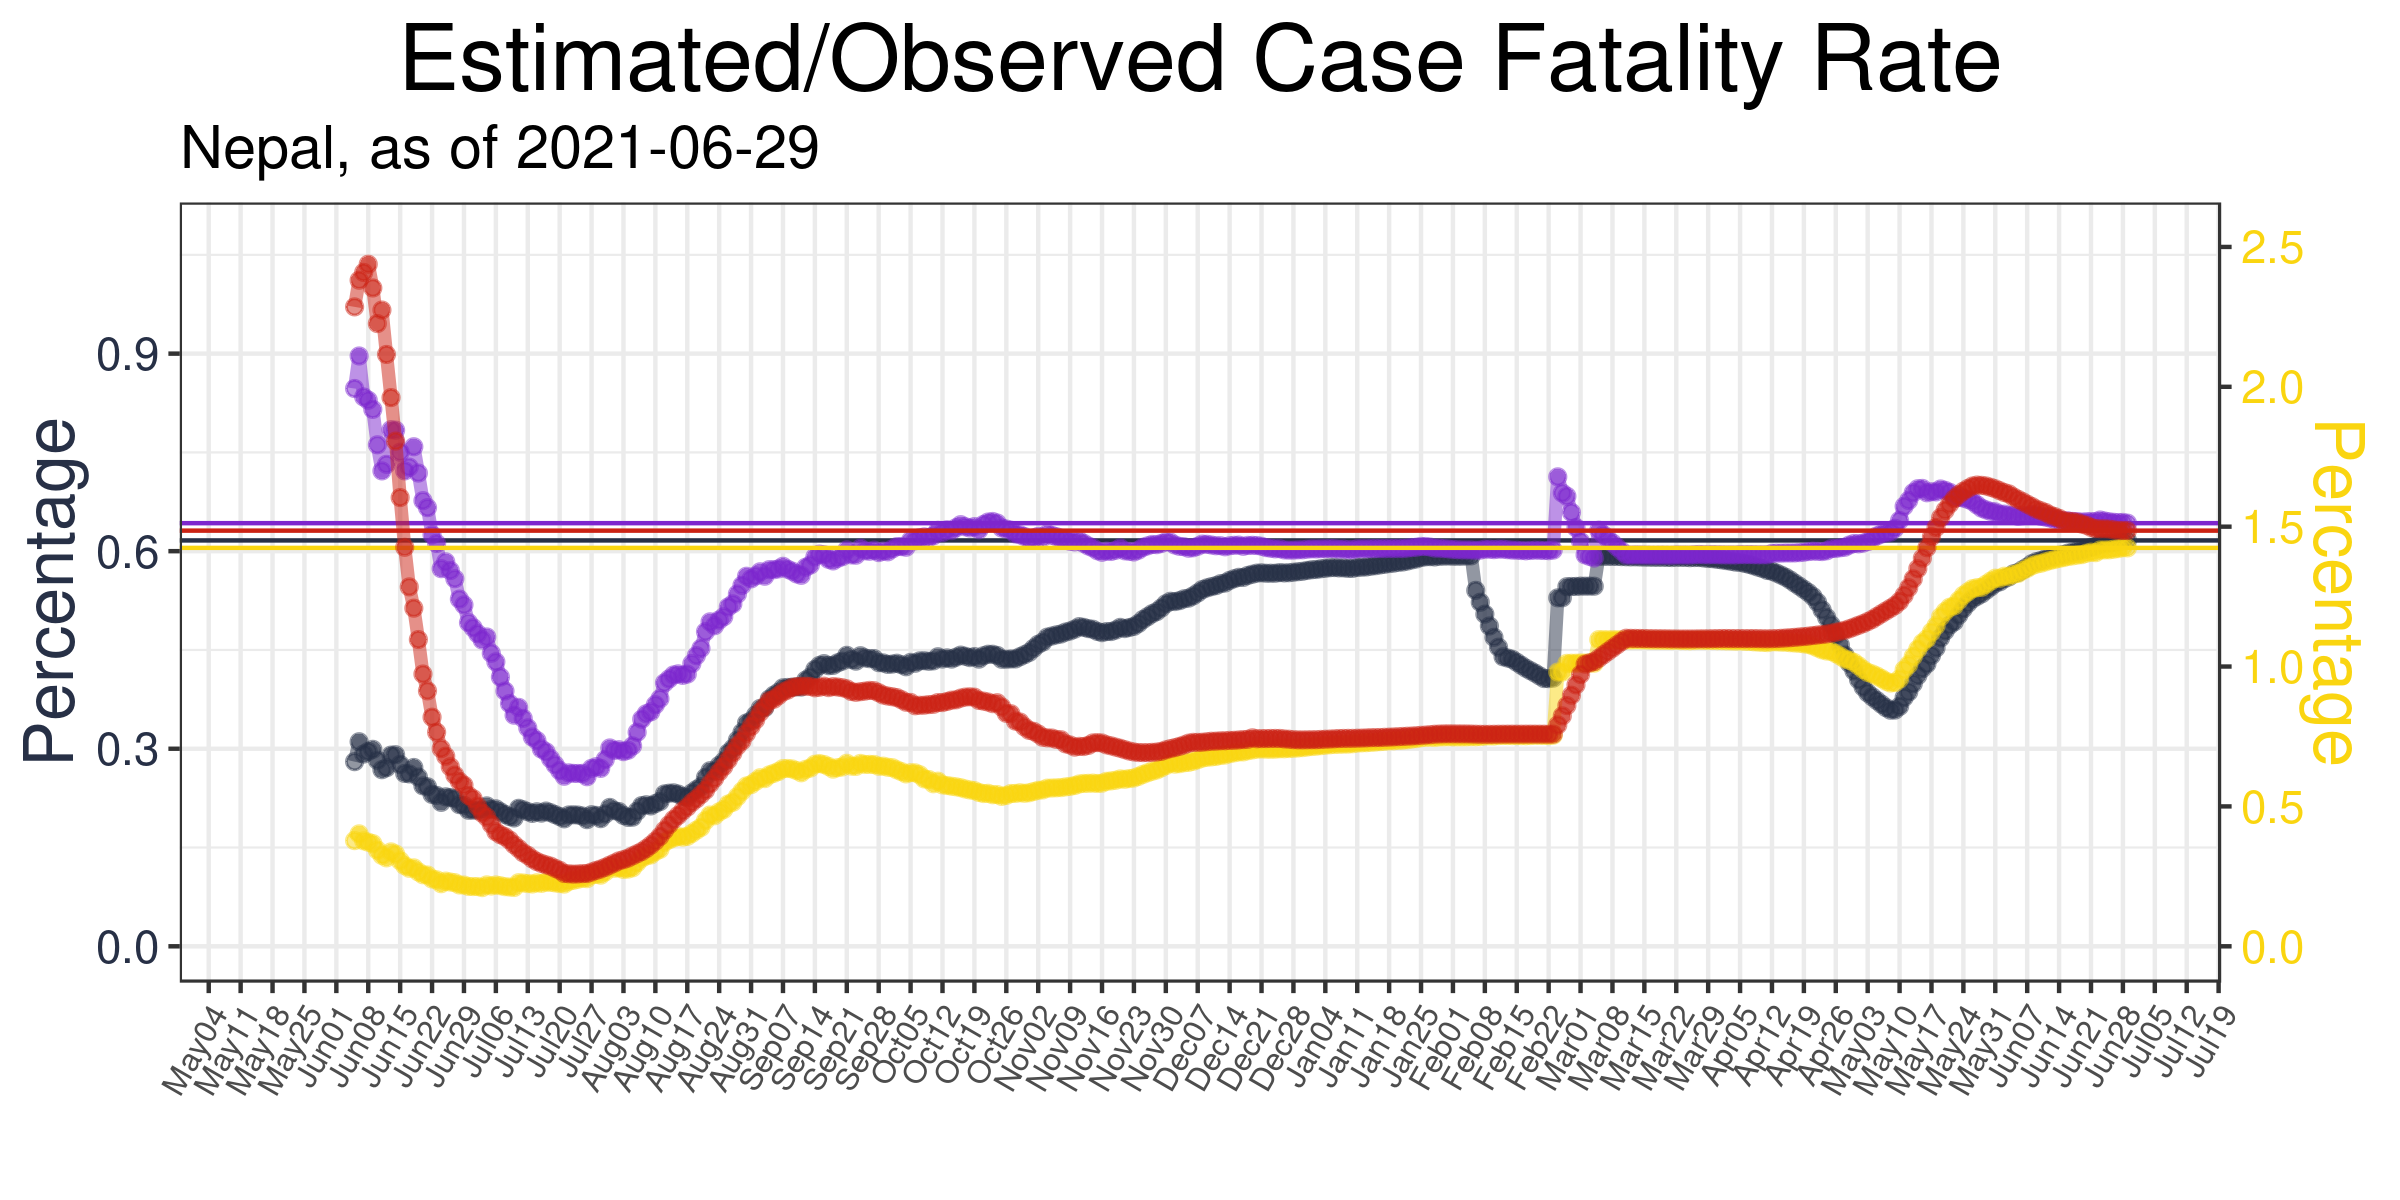 Estimated/Observed Case Fatality Rate
Nepal, as of 2021-06-29
Percentage
0.9
0.6
0.3
0.0
2.5
2.0
1.5
1.0
0.5
0.0
Percentage
May04
May11
May18
May25
Jun01
Jun08
Jun15
Jun22
Jun29
Jul06
Jul13
Jul20
Jul27
Aug03
Aug10
Aug17
Aug24
Aug31
Sep07
Sep14
Sep21
Sep28
Oct05
Oct12
Oct19
Oct26
Nov02
Nov09
Nov16
Nov23
Nov30
Dec07
Dec14
Dec21
Dec28
Jan04
Jan11
Jan18
Jan25
Feb01
Feb08
Feb15
Feb22
Mar01
Mar08
Mar15
Mar22
Mar29
Apr05
Apr12
Apr19
Apr26
May03
May10
May17
May24
May31
Jun07
Jun14
Jun21
Jun28
Jul05
Jul12
Jul19